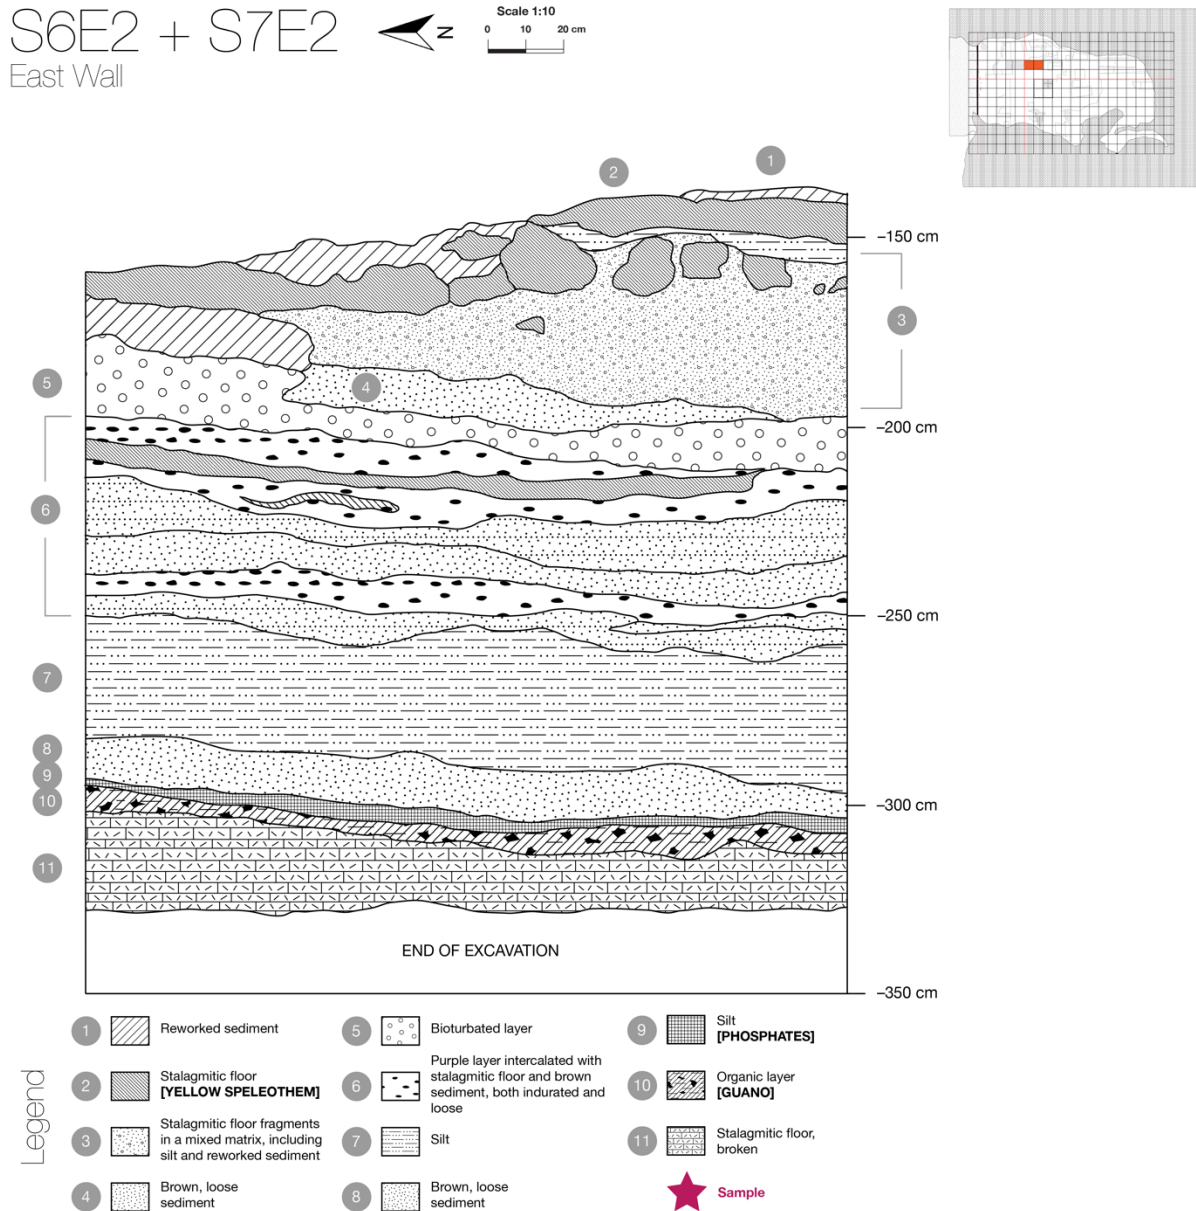 S6E2 + S7E2
East Wall
N
Scale 1:10
0 10 20 cm
1
2
3
4
5
6
7
8
9
10
11
–150 cm
–200 cm
–250 cm
–300 cm
–350 cm
END OF EXCAVATION
Legend
1 Reworked sediment
2 Stalagmitic floor
[YELLOW SPELEOTHEM]
3 Stalagmitic floor fragments
in a mixed matrix, including
silt and reworked sediment
4 Brown, loose
sediment
5 Bioturbated layer
6 Purple layer intercalated with
stalagmitic floor and brown
sediment, both indurated and
loose
7 Silt
8 Brown, loose
sediment
9 Silt
[PHOSPHATES]
10 Organic layer
[GUANO]
11 Stalagmitic floor,
broken
Sample